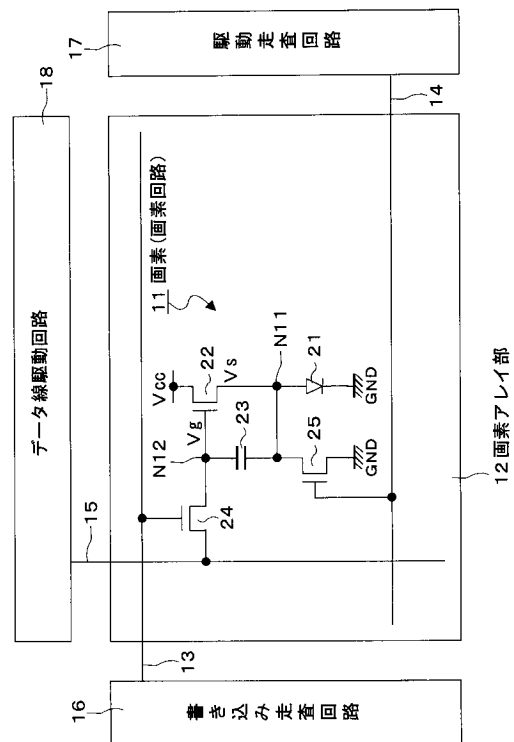 18
データ線駆動回路
17
駆動走査回路
16
書き込み走査回路
15
13
14
11 画素(画素回路)
Vcc
22
Vg
Vs
N12
23
N11
24
21
25
GND
GND
12 画素アレイ部